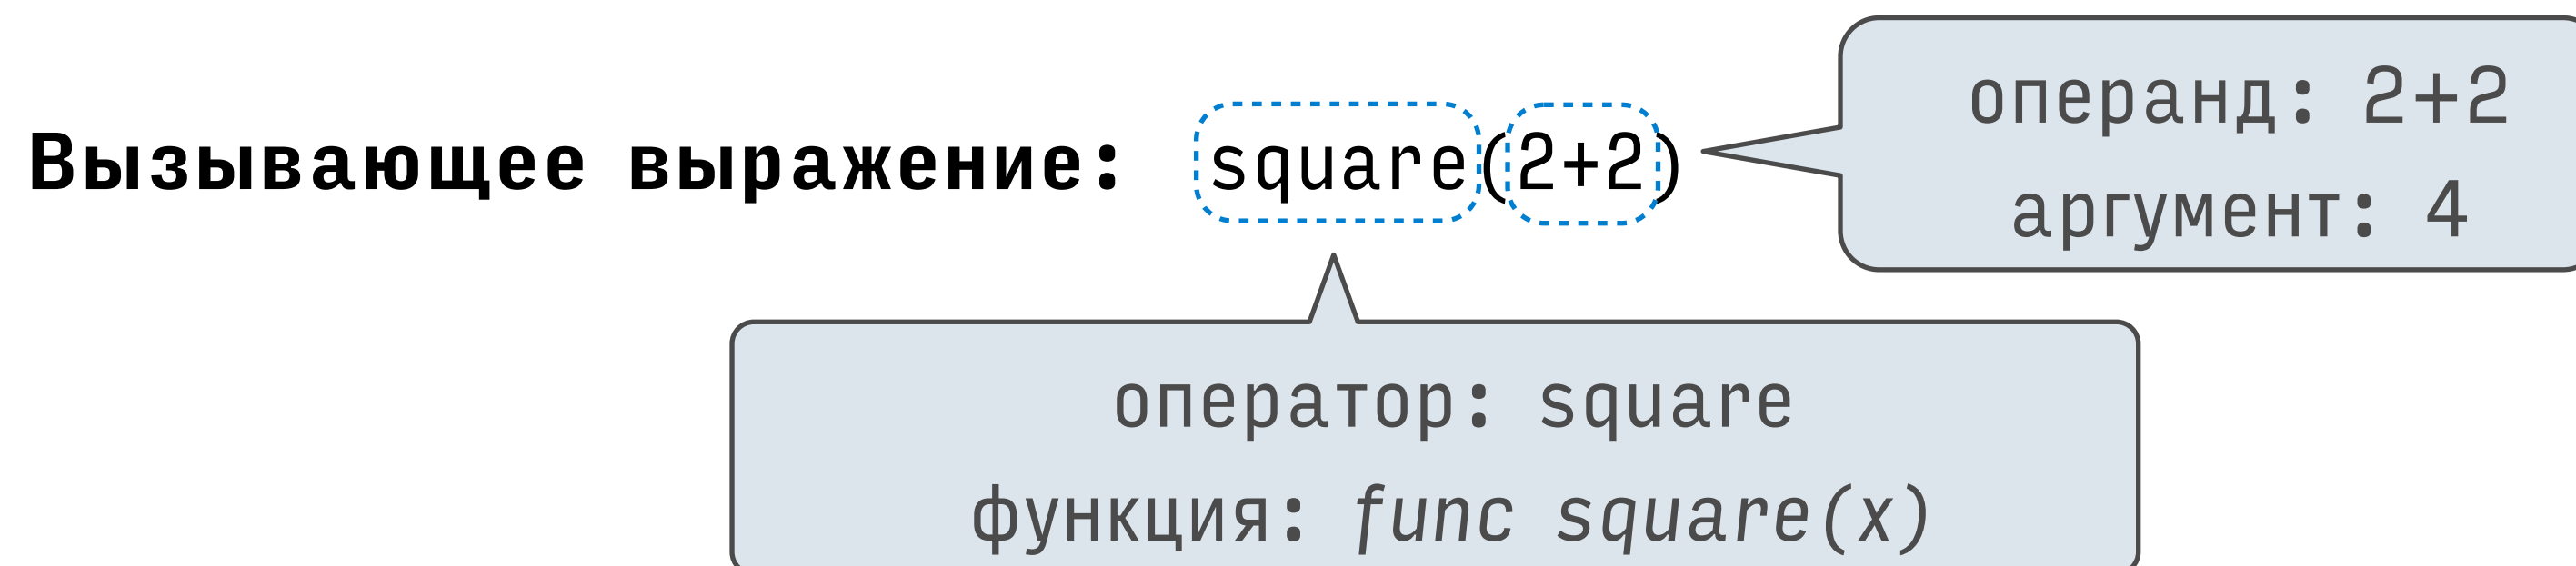 Вызывающее выражение: square(2+2)
операнд: 2+2
аргумент: 4
оператор: square
функция: func square(x)